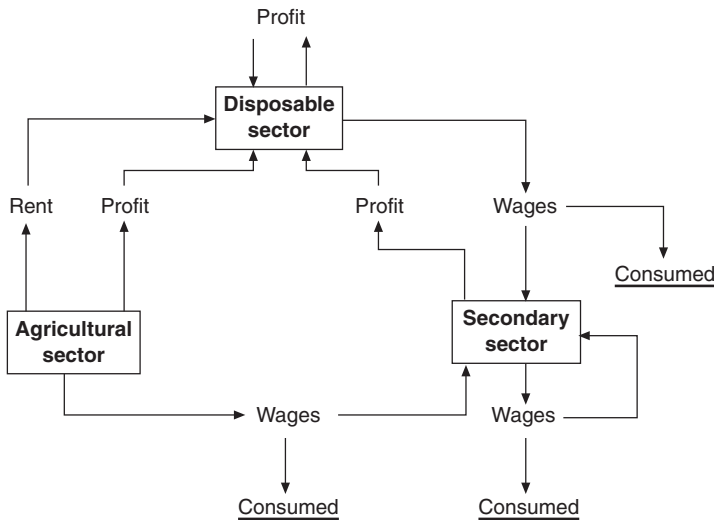 Profit
Disposable
sector
Rent
Profit
Profit
Wages
Consumed
Agricultural
sector
Secondary
sector
Wages
Wages
Consumed
Consumed